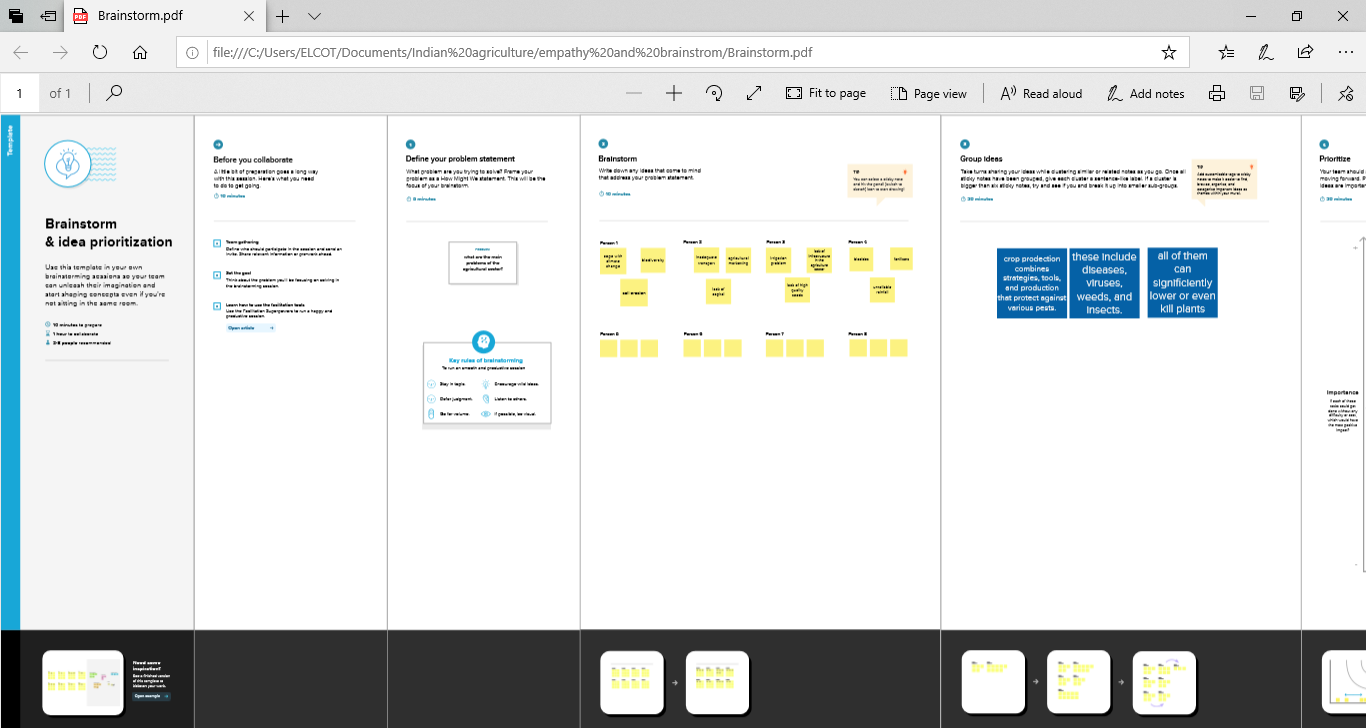 Brainstorm.pdf
file:///C:/Users/ELCOT/Documents/Indian%20agriculture/empathy%20and%20brainstrom/Brainstorm.pdf
1 of 1
Fit to page
Page view
Read aloud
Add notes
Template
Brainstorm
& idea prioritization
Use this template in your own
brainstorming sessions so your team
can unleash their imagination and
start shaping concepts even if you're
not sitting in the same room.
10 minutes to prepare
1 hour to collaborate
2-8 people recommended
Before you collaborate
A little bit of preparation goes a long way
with this session. Here's what you need
to do to get going.
10 minutes
Team gathering
Define who should participate in the session and send an
invite. Share relevant information or pre-work ahead.
Set the goal
Think about the problem you'll be focusing on solving in
the brainstorming session.
Learn how to use the facilitation tools
Use the Facilitation Superpowers to run a happy and
productive session.
Open article
Define your problem statement
What problem are you trying to solve? Frame your
problem as a How Might We statement. This will be the
focus of your brainstorm.
5 minutes
PROBLEM
what are the main
problems of the
agricultural sector?
Key rules of brainstorming
To run an smooth and productive session
Stay in topic.
Encourage wild ideas.
Defer judgment.
Listen to others.
Go for volume.
If possible, be visual.
Brainstorm
Write down any ideas that come to mind
that address your problem statement.
10 minutes
TIP
You can select a sticky note
and hit the pencil [switch to
sketch] icon to start drawing!
Person 1
Person 2
Person 3
Person 4
cope with
climate
change
biodiversity
soil erosion
inadequate
transport
agricultural
marketing
lack of
capital
irrigation
problem
lack of
infrastructure
in the
agriculture
sector
lack of high
quality
seeds
unreliable
rainfall
Person 5
Person 6
Person 7
Person 8
Group ideas
Take turns sharing your ideas while clustering similar or related notes as you go. Once all
sticky notes have been grouped, give each cluster a sentence-like label. If a cluster is
bigger than six sticky notes, try and see if you and break it up into smaller sub-groups.
20 minutes
TIP
Add customizable tags to sticky
notes to make it easier to find,
browse, organize, and
categorize important ideas as
themes within your mural.
crop prodection
combines
strategies, tools,
and production
that protect against
various pests.
these include
diseases,
viruses,
weeds, and
insects.
all of them
can
significiently
lower or even
kill plants
Prioritize
Your team should
moving forward. P
ideas are importan
20 minutes
Importance
If each of these
tasks could get
done without any
difficulty or cost,
which would have
the most positive
impact?
Need some
inspiration?
See a finished version
of this template to
kickstart your work.
Open example